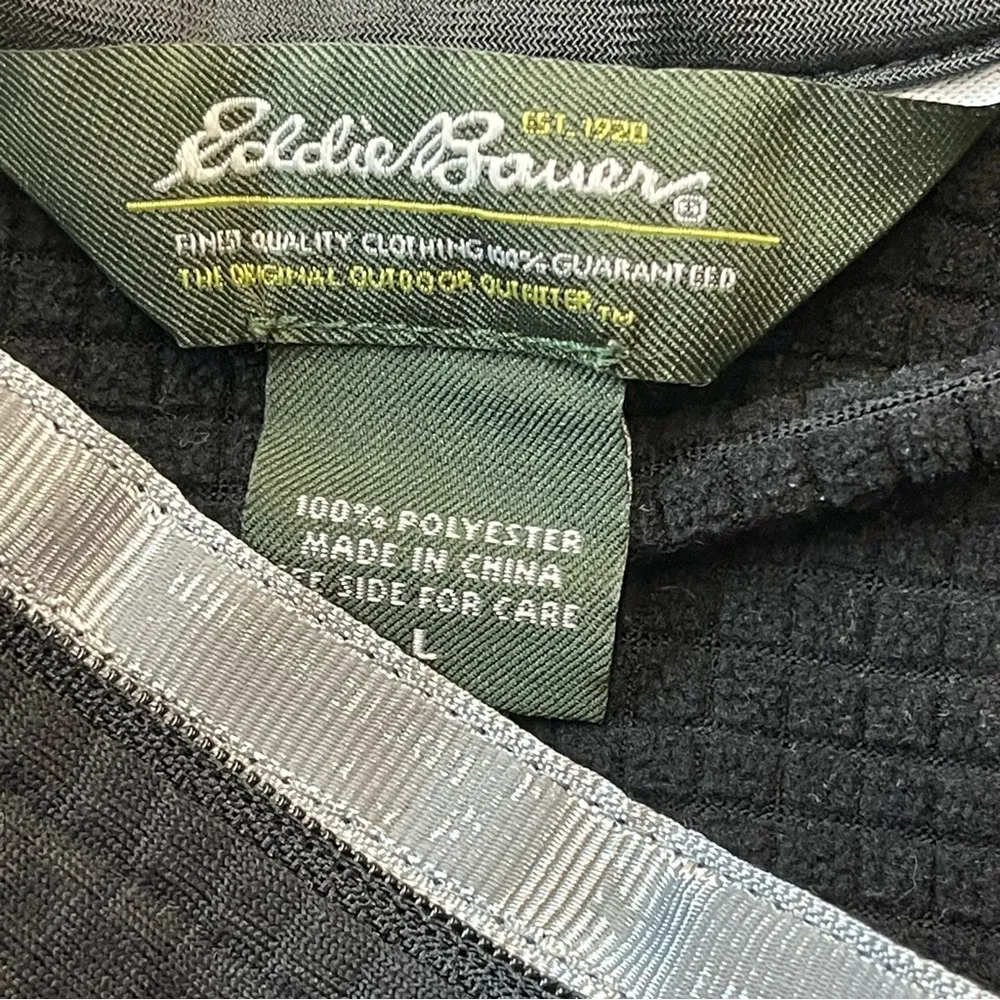 EST. 1920
Eddie Bauer
FINEST QUALITY CLOTHING 100% GUARANTEED
THE ORIGINAL OUTDOOR OUTFITTER ™
100% POLYESTER
MADE IN CHINA
SIDE FOR CARE
L